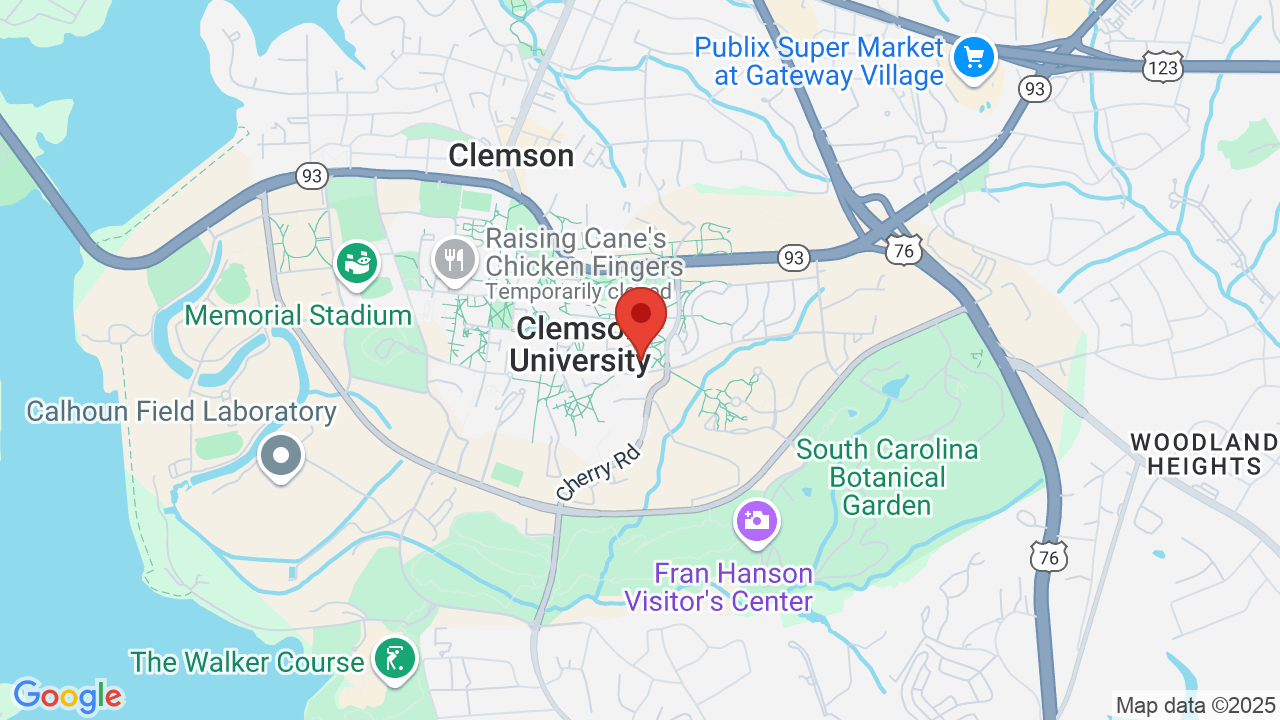 Publix Super Market
at Gateway Village
123
93
Clemson
93
Raising Cane's
Chicken Fingers
Temporarily closed
93
76
Memorial Stadium
Clemson
University
Calhoun Field Laboratory
Cherry Rd
South Carolina
Botanical
Garden
WOODLAND
HEIGHTS
Fran Hanson
Visitor's Center
76
The Walker Course
Google
Map data ©2025